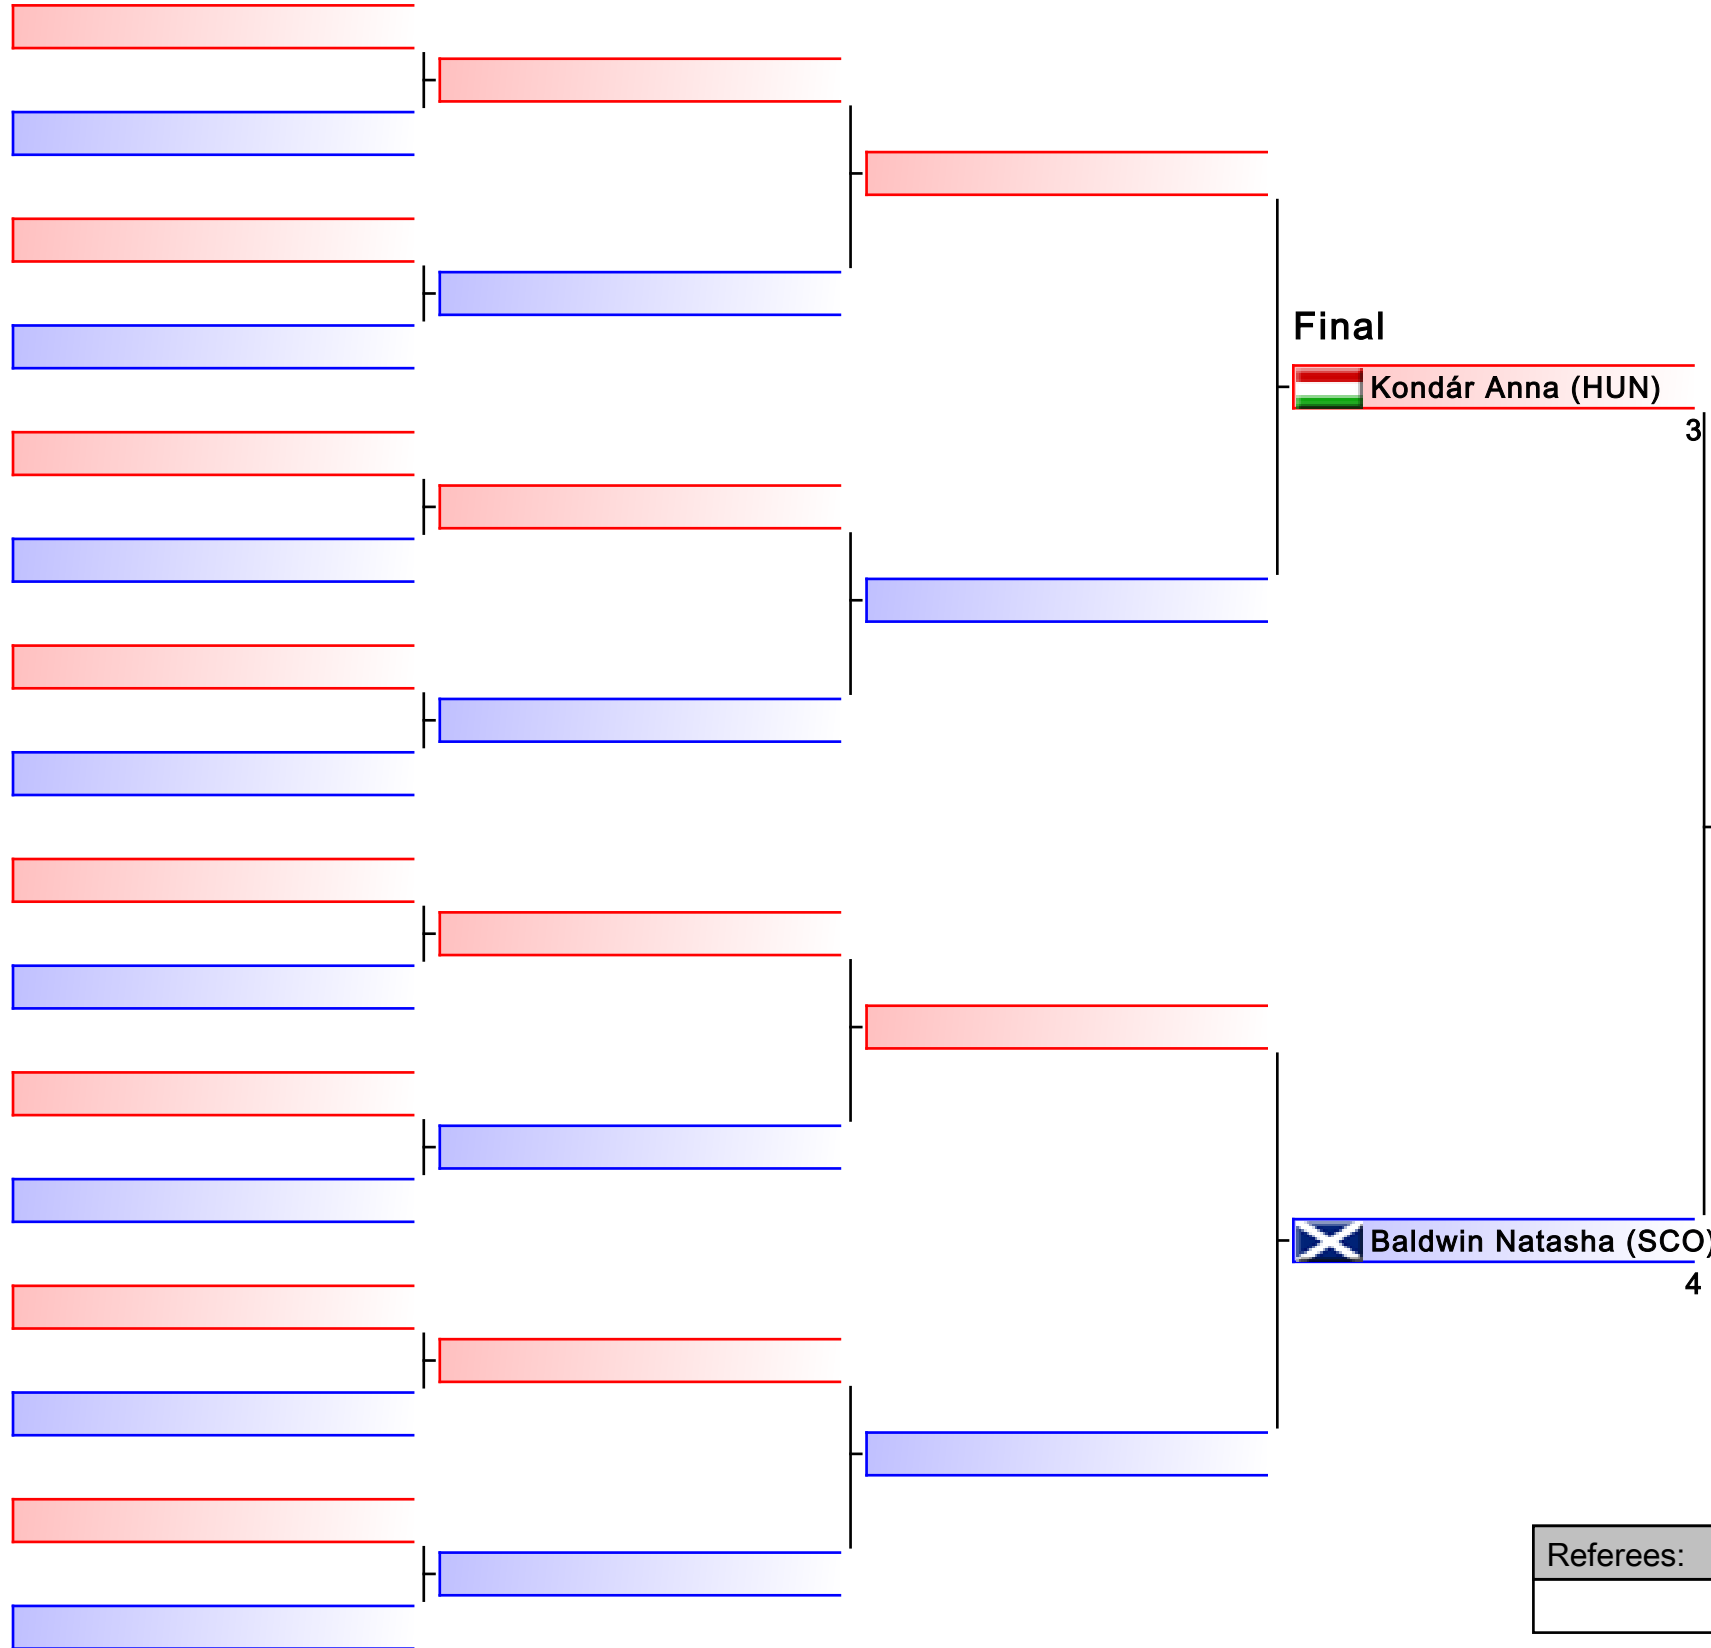 Final
Kondár Anna (HUN)
3
Baldwin Natasha (SCO)
4
Referees: